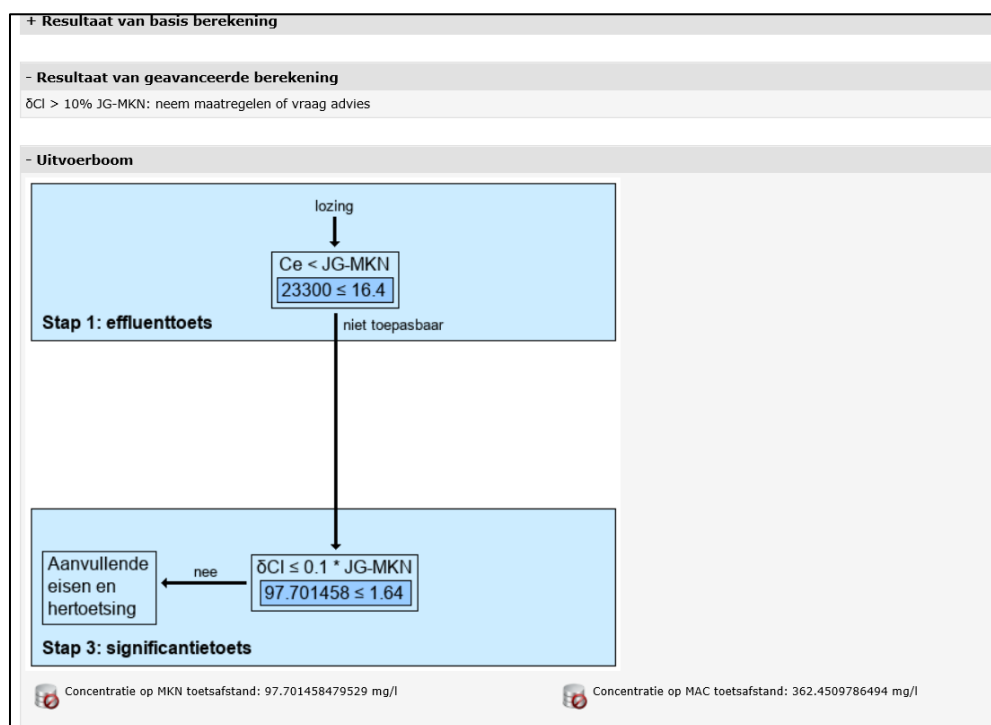 + Resultaat van basis berekening
- Resultaat van geavanceerde berekening
δCl > 10% JG-MKN: neem maatregelen of vraag advies
- Uitvoerboom
lozing
Ce < JG-MKN
23300 ≤ 16.4
Stap 1: effluenttoets
niet toepasbaar
Aanvullende
eisen en
hertoetsing
nee
δCl ≤ 0.1 * JG-MKN
97.701458 ≤ 1.64
Stap 3: significantietoets
Concentratie op MKN toetsafstand: 97.701458479529 mg/l
Concentratie op MAC toetsafstand: 362.4509786494 mg/l